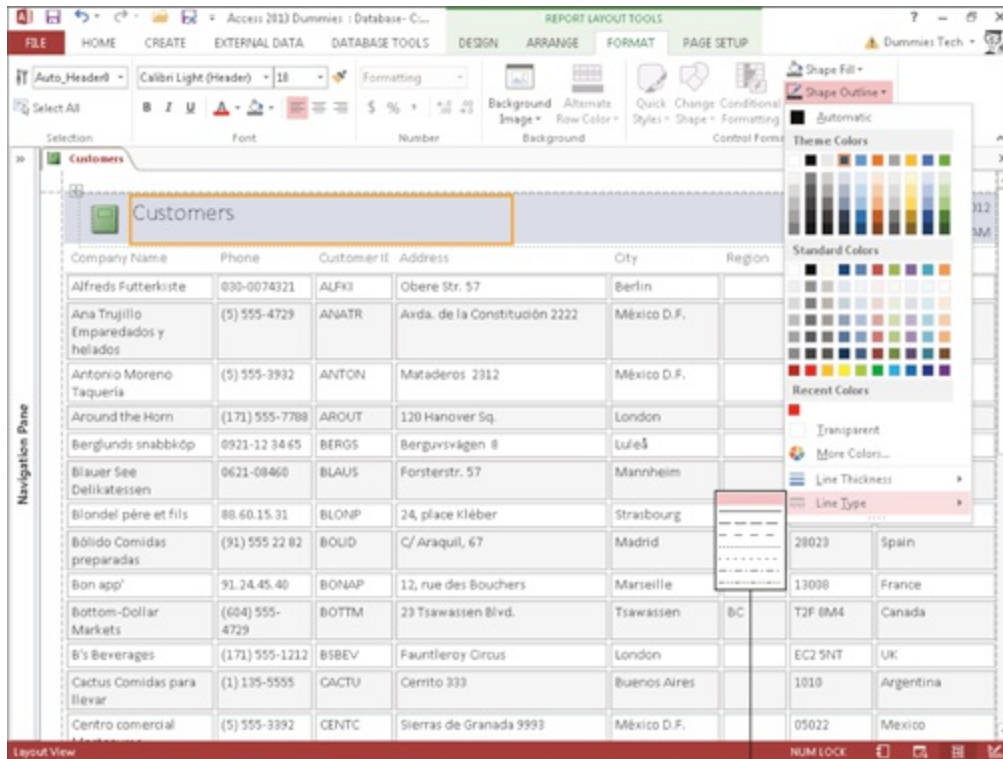 Access 2013 Dummies : Database- C:...
REPORT LAYOUT TOOLS
FILE HOME CREATE EXTERNAL DATA DATABASE TOOLS DESIGN ARRANGE FORMAT PAGE SETUP Dummies Tech
Auto_Header0 Calibri Light (Header) 18 Formatting Shape Fill
Select All B I U A $ % Background Image Alternate Row Color Quick Styles Change Shape Conditional Formatting Shape Outline
Selection Font Number Background Control Form
Automatic
Theme Colors
Standard Colors
Recent Colors
Transparent
More Colors...
Line Thickness
Line Type
Navigation Pane
Customers
Customers
Company Name Phone Customer ID Address City Region
Alfreds Futterkiste 030-0074321 ALFKI Obere Str. 57 Berlin
Ana Trujillo Emparedados y helados (5) 555-4729 ANATR Avda. de la Constitución 2222 México D.F.
Antonio Moreno Taquería (5) 555-3932 ANTON Mataderos 2312 México D.F.
Around the Horn (171) 555-7788 AROUT 120 Hanover Sq. London
Berglunds snabbköp 0921-12 34 65 BERGS Berguvsvägen 8 Luleå
Blauer See Delikatessen 0621-08460 BLAUS Forsterstr. 57 Mannheim
Blondel père et fils 88.60.15.31 BLONP 24, place Kléber Strasbourg
Bólido Comidas preparadas (91) 555 22 82 BOLID C/ Araquil, 67 Madrid 28023 Spain
Bon app' 91.24.45.40 BONAP 12, rue des Bouchers Marseille 13008 France
Bottom-Dollar Markets (604) 555-4729 BOTTM 23 Tsawassen Blvd. Tsawassen BC T2F 8M4 Canada
B's Beverages (171) 555-1212 BSBEV Fauntleroy Circus London EC2 5NT UK
Cactus Comidas para llevar (1) 135-5555 CACTU Cerrito 333 Buenos Aires 1010 Argentina
Centro comercial (5) 555-3392 CENTC Sierras de Granada 9993 México D.F. 05022 Mexico
Layout View NUM LOCK